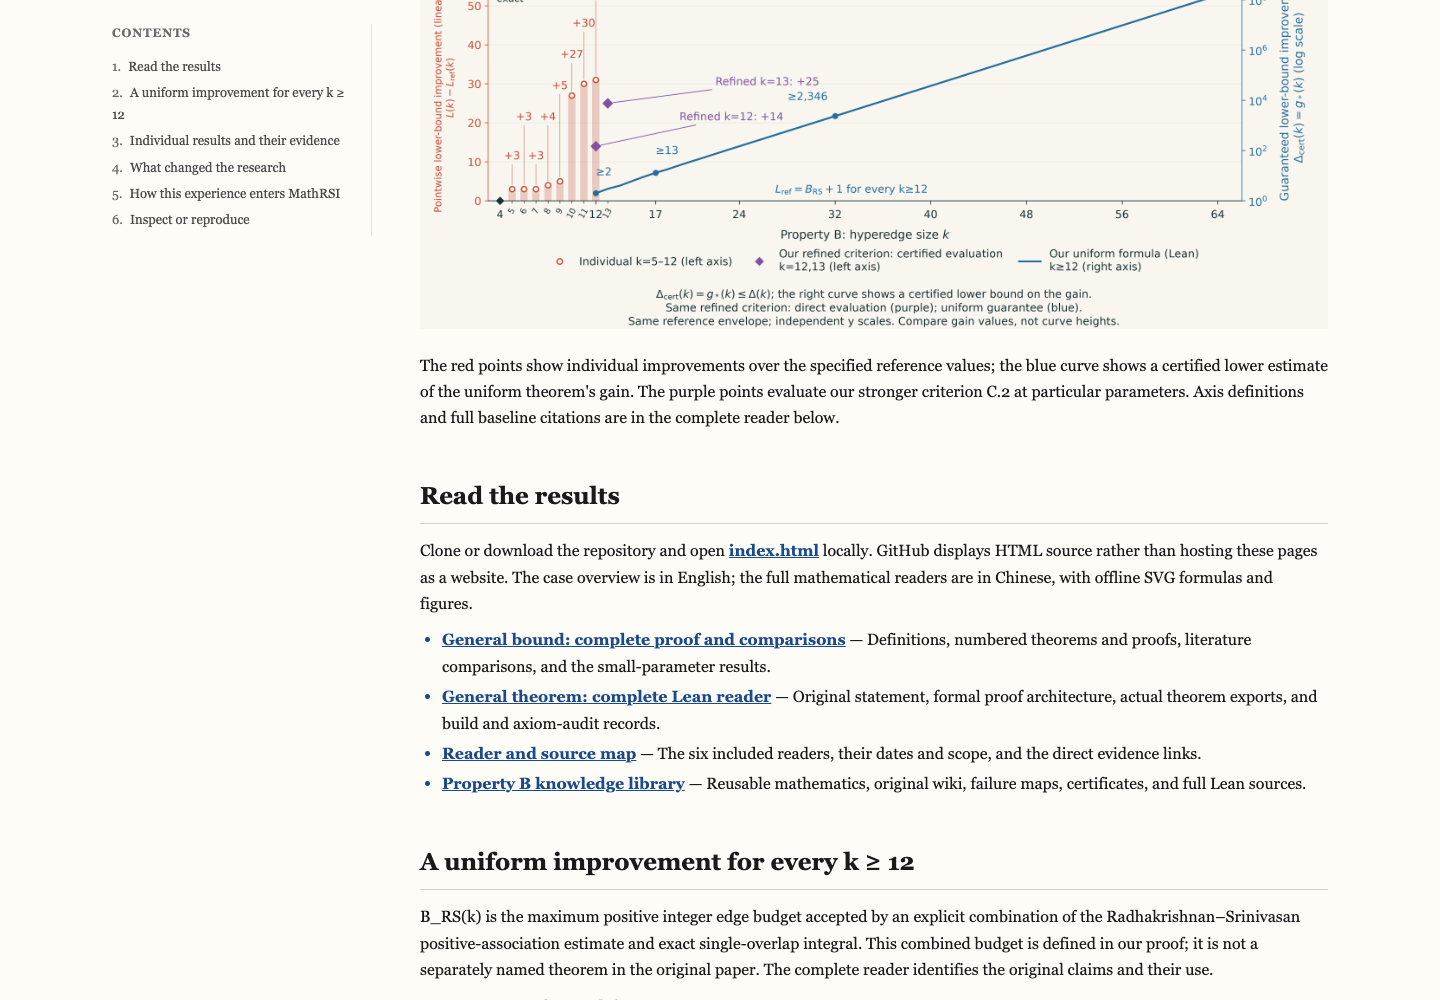 CONTENTS
1. Read the results
2. A uniform improvement for every k ≥
12
3. Individual results and their evidence
4. What changed the research
5. How this experience enters MathRSI
6. Inspect or reproduce
Pointwise lower-bound improvement
L(k) − L_ref(k)
50
40
30
20
10
0
+3
+3
+3
+4
+5
+27
+30
Refined k=13: +25
≥2,346
Refined k=12: +14
≥13
≥2
L_ref = B_RS + 1 for every k≥12
10⁶
10⁴
10²
10⁰
Guaranteed lower-bound
Δ_cert(k) = g_*(k) (log scale)
4 5 6 7 8 9 10 11 12 13 17 24 32 40 48 56 64
Property B: hyperedge size k
Individual k=5–12 (left axis)
Our refined criterion: certified evaluation
k=12,13 (left axis)
Our uniform formula (Lean)
k≥12 (right axis)
Δ_cert(k) = g_*(k) ≤ Δ(k); the right curve shows a certified lower bound on the gain.
Same refined criterion: direct evaluation (purple); uniform guarantee (blue).
Same reference envelope; independent y scales. Compare gain values, not curve heights.
The red points show individual improvements over the specified reference values; the blue curve shows a certified lower estimate
of the uniform theorem's gain. The purple points evaluate our stronger criterion C.2 at particular parameters. Axis definitions
and full baseline citations are in the complete reader below.
Read the results
Clone or download the repository and open index.html locally. GitHub displays HTML source rather than hosting these pages
as a website. The case overview is in English; the full mathematical readers are in Chinese, with offline SVG formulas and
figures.
• General bound: complete proof and comparisons — Definitions, numbered theorems and proofs, literature
comparisons, and the small-parameter results.
• General theorem: complete Lean reader — Original statement, formal proof architecture, actual theorem exports, and
build and axiom-audit records.
• Reader and source map — The six included readers, their dates and scope, and the direct evidence links.
• Property B knowledge library — Reusable mathematics, original wiki, failure maps, certificates, and full Lean sources.
A uniform improvement for every k ≥ 12
B_RS(k) is the maximum positive integer edge budget accepted by an explicit combination of the Radhakrishnan–Srinivasan
positive-association estimate and exact single-overlap integral. This combined budget is defined in our proof; it is not a
separately named theorem in the original paper. The complete reader identifies the original claims and their use.